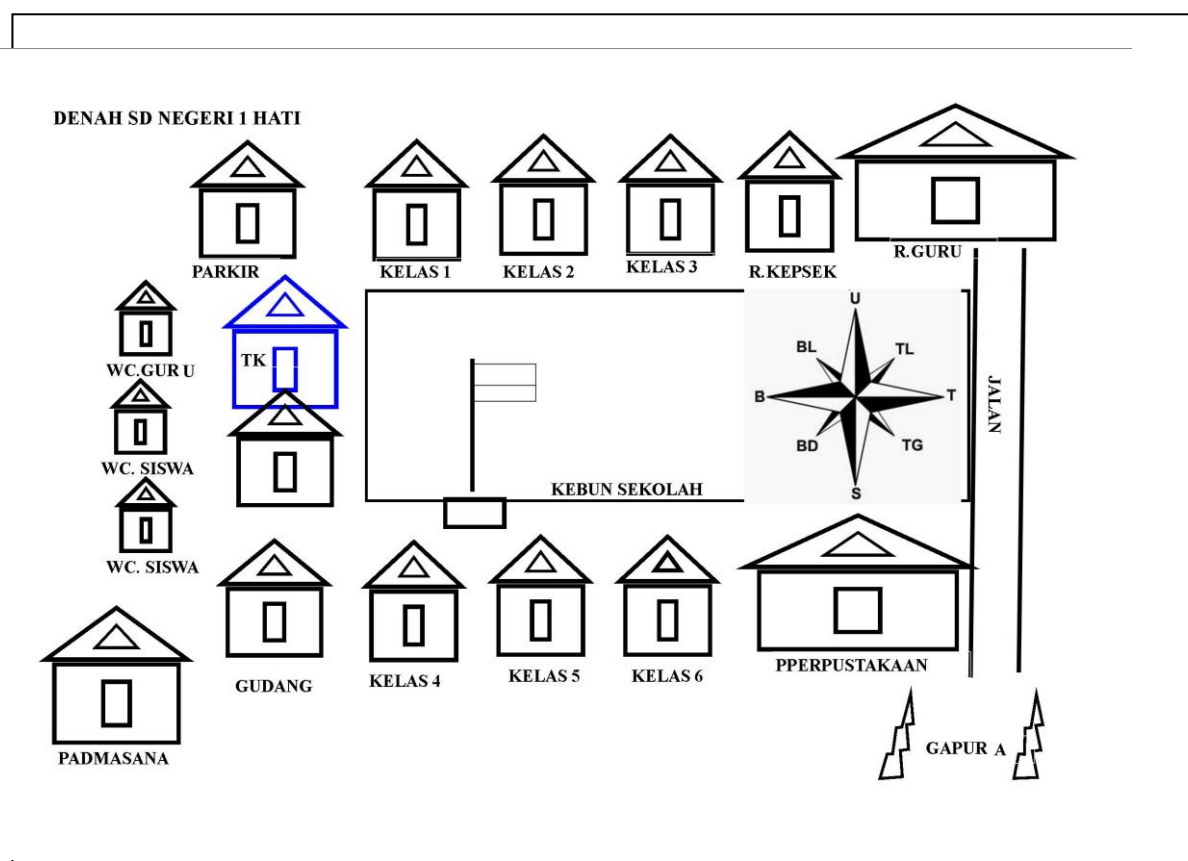 DENAH SD NEGERI 1 HATI
R.GURU
PARKIR
KELAS 1
KELAS 2
KELAS 3
R.KEPSEK
U
BL
TL
B
T
BD
TG
S
JALAN
WC.GUR U
TK
WC. SISWA
KEBUN SEKOLAH
WC. SISWA
GUDANG
KELAS 4
KELAS 5
KELAS 6
PPERPUSTAKAAN
PADMASANA
GAPUR A